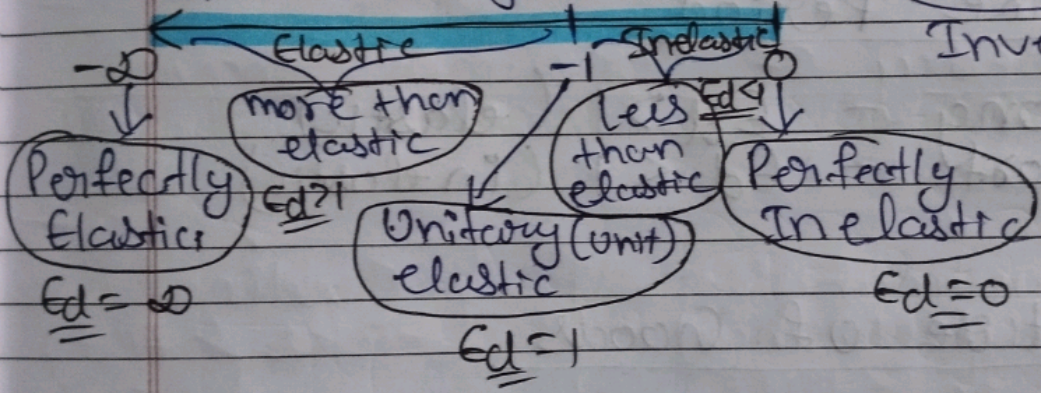 Elastic
Inelastic
Inv
-∞
-1
0
more than
elastic
Ed>1
less
than
elastic
Ed<1
Perfectly
Elastic
Ed = ∞
Unitary (unit)
elastic
Ed=1
Perfectly
Inelastic
Ed=0